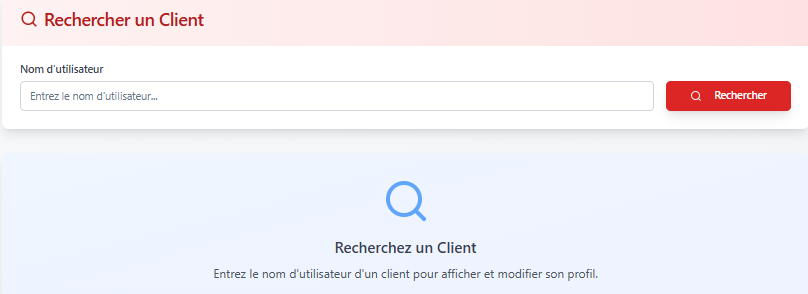 Rechercher un Client
Nom d'utilisateur
Entrez le nom d'utilisateur...
Rechercher
Recherchez un Client
Entrez le nom d'utilisateur d'un client pour afficher et modifier son profil.